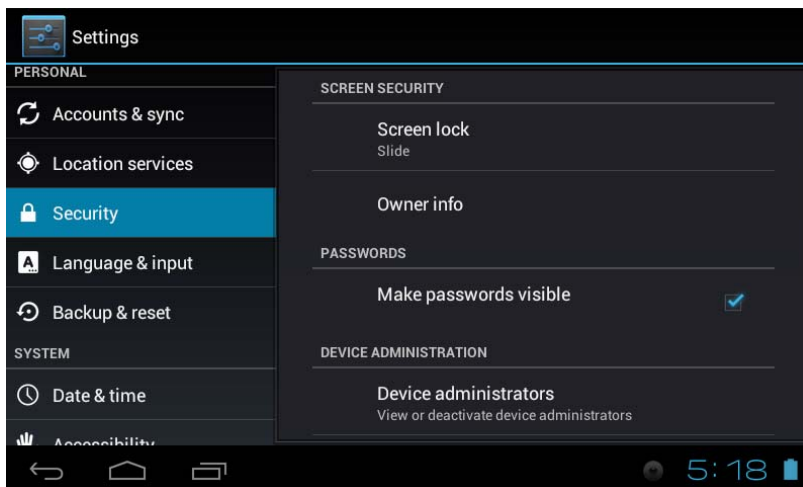 Settings
PERSONAL
Accounts & sync
Location services
Security
Language & input
Backup & reset
SYSTEM
Date & time
Accessibility
SCREEN SECURITY
Screen lock
Slide
Owner info
PASSWORDS
Make passwords visible
DEVICE ADMINISTRATION
Device administrators
View or deactivate device administrators
5:18